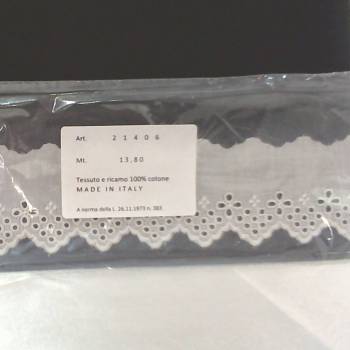 Art. 21406
Mt. 13,80
Tessuto e ricamo 100% cotone
MADE IN ITALY
A norma della L. 26.11.1973 n. 883